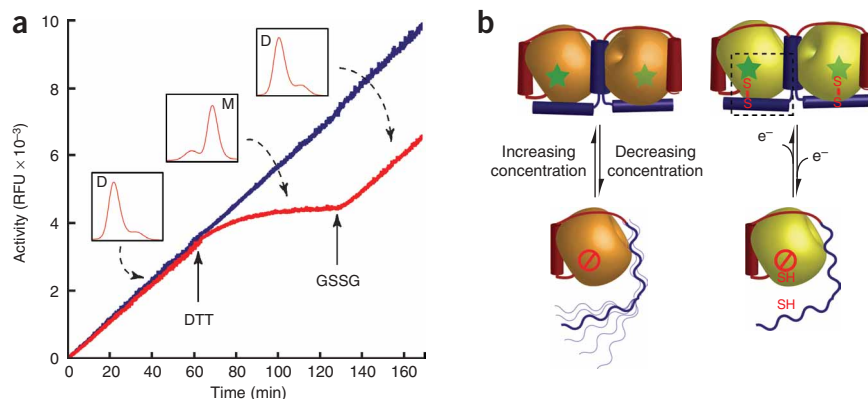 a
Activity (RFU × 10⁻³)
10
8
6
4
2
0
D
M
D
DTT
GSSG
0 20 40 60 80 100 120 140 160
Time (min)
b
S
S
S
S
Increasing
concentration
Decreasing
concentration
e⁻
e⁻
SH
SH